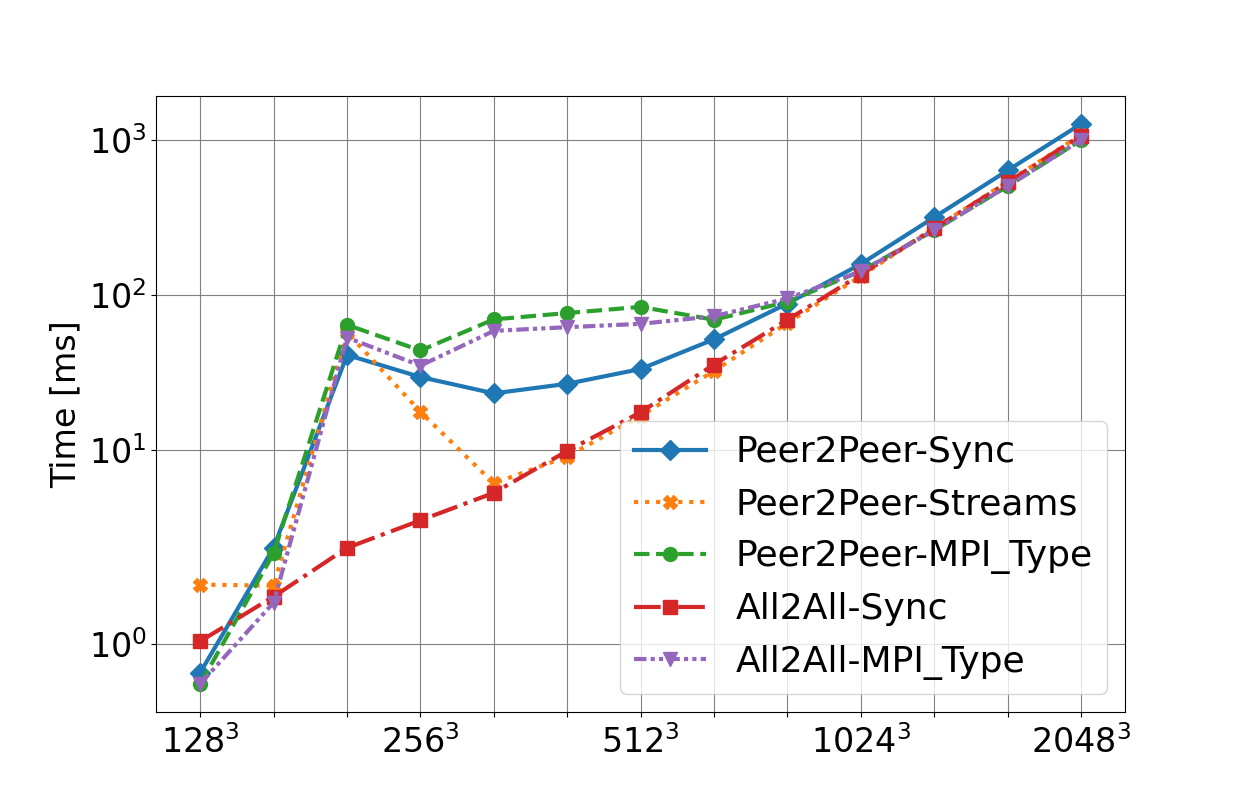 10³
10²
10¹
10⁰
Time [ms]
Peer2Peer-Sync
Peer2Peer-Streams
Peer2Peer-MPI_Type
All2All-Sync
All2All-MPI_Type
128³ 256³ 512³ 1024³ 2048³